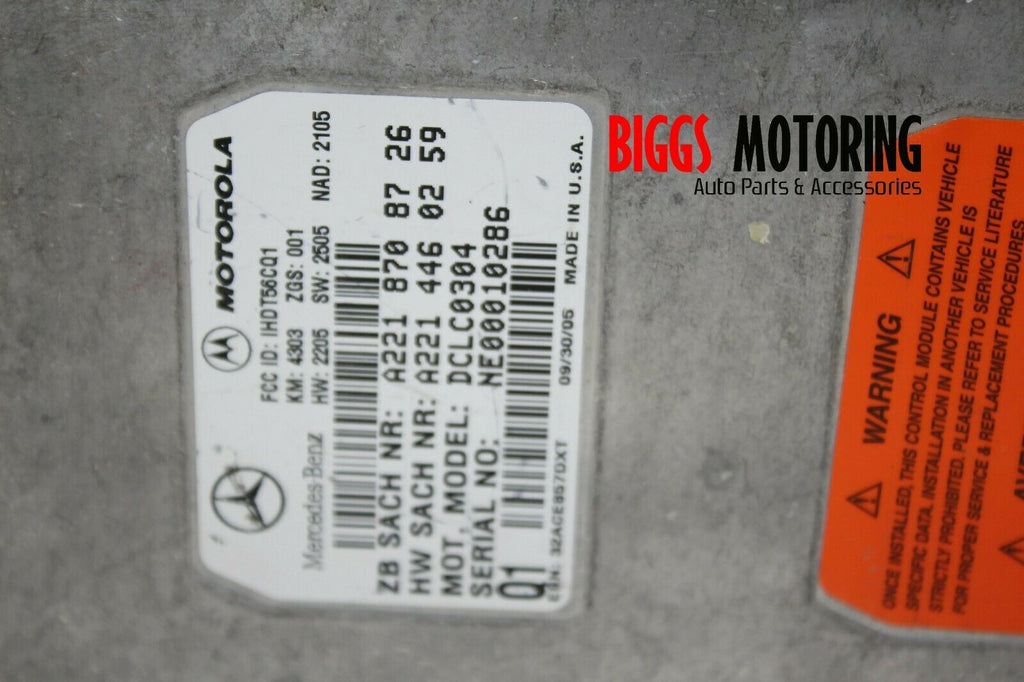 MOTOROLA
FCC ID: IHDT56CQ1
KM: 4303 ZGS: 001
HW: 2205 SW: 2505 NAD: 2105
Mercedes-Benz
ZB SACH NR: A221 870 87 26
HW SACH NR: A221 446 02 59
MOT, MODEL: DCLC0304
SERIAL NO: NE00010286
Q1
09/30/05 MADE IN U.S.A.
BIGGS MOTORING
Auto Parts & Accessories
WARNING
ONCE INSTALLED, THIS CONTROL MODULE CONTAINS VEHICLE
SPECIFIC DATA. INSTALLATION IN ANOTHER VEHICLE IS
STRICTLY PROHIBITED. PLEASE REFER TO SERVICE LITERATURE
FOR PROPER SERVICE & REPLACEMENT PROCEDURES.